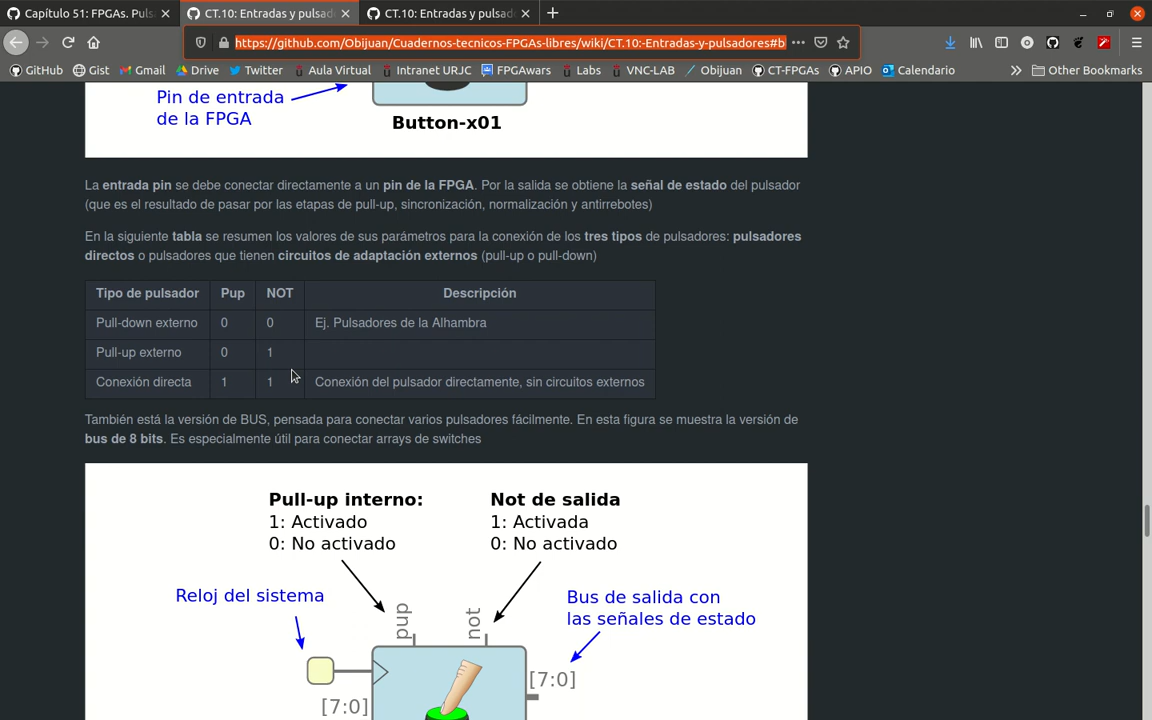 Capítulo 51: FPGAs. Puls
CT.10: Entradas y pulsad
CT.10: Entradas y pulsad
https://github.com/Obijuan/Cuadernos-tecnicos-FPGAs-libres/wiki/CT.10:-Entradas-y-pulsadores#b
GitHub Gist Gmail Drive Twitter Aula Virtual Intranet URJC FPGAwars Labs VNC-LAB Obijuan CT-FPGAs APIO Calendario Other Bookmarks
Pin de entrada
de la FPGA
Button-x01
La entrada pin se debe conectar directamente a un pin de la FPGA. Por la salida se obtiene la señal de estado del pulsador
(que es el resultado de pasar por las etapas de pull-up, sincronización, normalización y antirrebotes)
En la siguiente tabla se resumen los valores de sus parámetros para la conexión de los tres tipos de pulsadores: pulsadores
directos o pulsadores que tienen circuitos de adaptación externos (pull-up o pull-down)
Tipo de pulsador Pup NOT Descripción
Pull-down externo 0 0 Ej. Pulsadores de la Alhambra
Pull-up externo 0 1
Conexión directa 1 1 Conexión del pulsador directamente, sin circuitos externos
También está la versión de BUS, pensada para conectar varios pulsadores fácilmente. En esta figura se muestra la versión de
bus de 8 bits. Es especialmente útil para conectar arrays de switches
Pull-up interno:
1: Activado
0: No activado
Not de salida
1: Activada
0: No activado
Reloj del sistema
Bus de salida con
las señales de estado
pup
not
[7:0]
[7:0]